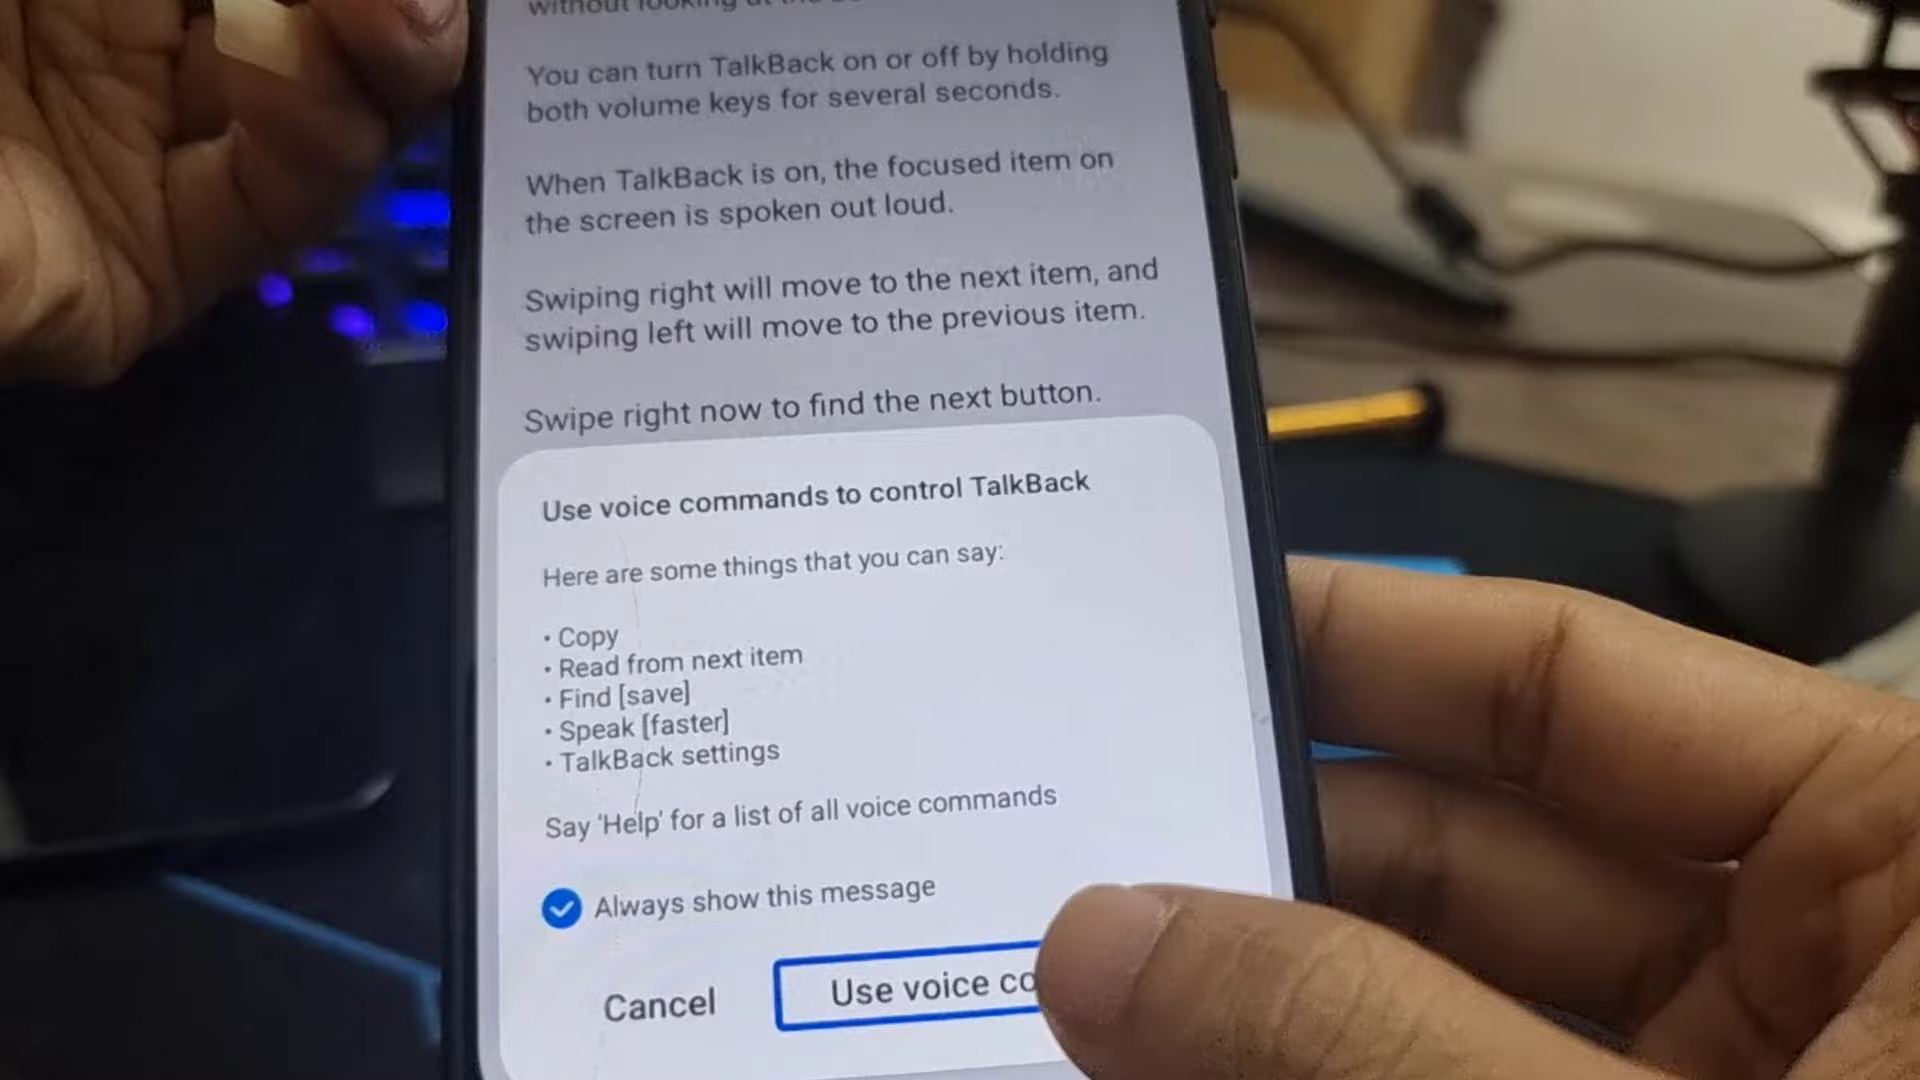 without looking at the
You can turn TalkBack on or off by holding
both volume keys for several seconds.
When TalkBack is on, the focused item on
the screen is spoken out loud.
Swiping right will move to the next item, and
swiping left will move to the previous item.
Swipe right now to find the next button.
Use voice commands to control TalkBack
Here are some things that you can say:
• Copy
• Read from next item
• Find [save]
• Speak [faster]
• TalkBack settings
Say 'Help' for a list of all voice commands
Always show this message
Cancel
Use voice co